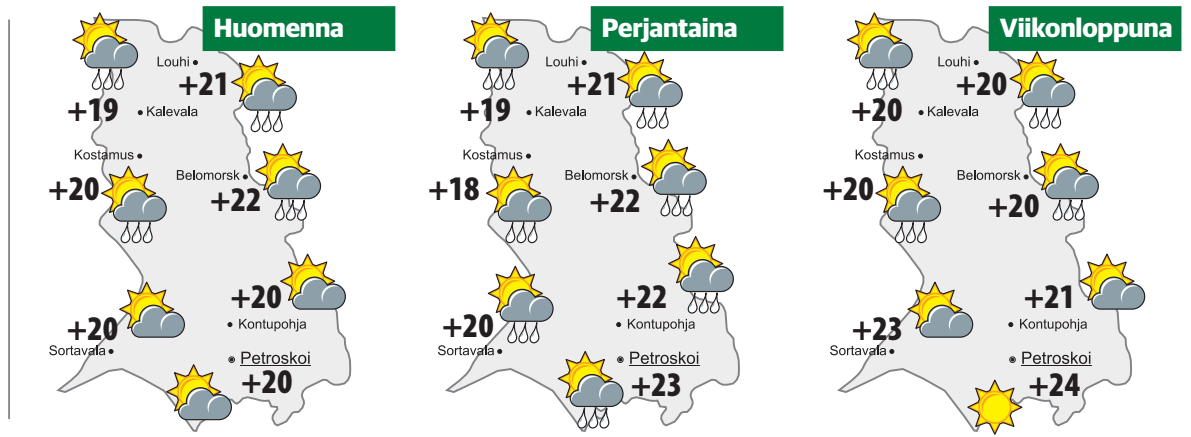 Huomenna
Louhi
+21
+19
Kalevala
Kostamus
+20
Belomorsk
+22
+20
Kontupohja
+20
Sortavala
Petroskoi
+20
Perjantaina
Louhi
+21
+19
Kalevala
Kostamus
+18
Belomorsk
+22
+22
Kontupohja
+20
Sortavala
Petroskoi
+23
Viikonloppuna
Louhi
+20
+20
Kalevala
Kostamus
+20
Belomorsk
+20
+21
Kontupohja
+23
Sortavala
Petroskoi
+24